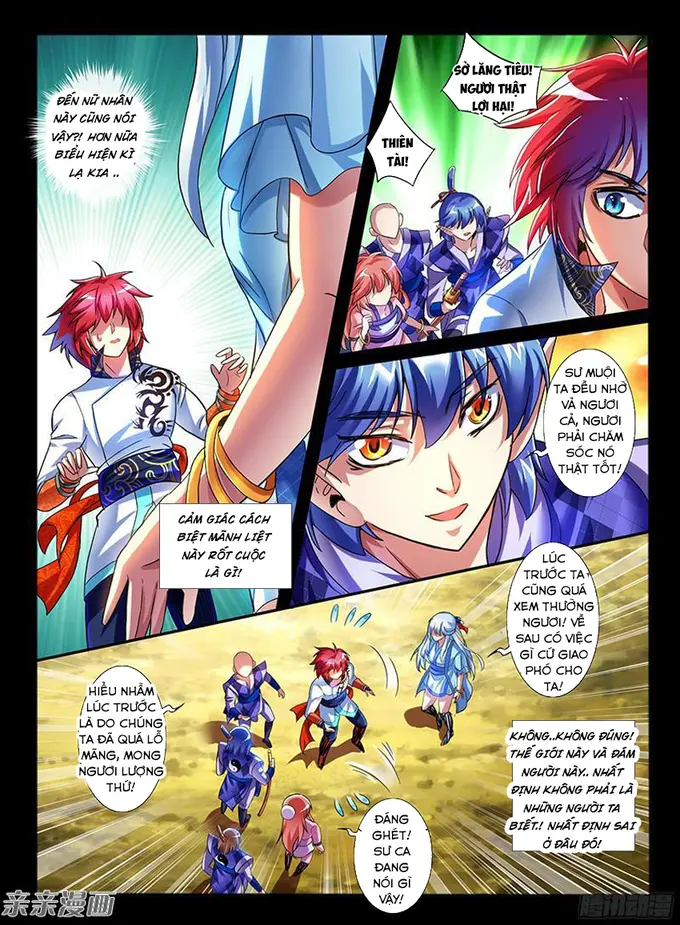 ĐẾN NỮ NHÂN
NÀY CŨNG NÓI
VẬY?! HƠN NỮA
BIỂU HIỆN KÌ
LẠ KIA ..
SỞ LĂNG TIÊU!
NGƯƠI THẬT
LỢI HẠI!
THIÊN
TÀI!
SƯ MUỘI
TA ĐỀU NHỜ
VẢ NGƯƠI
CẢ, NGƯƠI
PHẢI CHĂM
SÓC NÓ
THẬT TỐT!
CẢM GIÁC CÁCH
BIỆT MÃNH LIỆT
NÀY RỐT CUỘC
LÀ GÌ!
LÚC
TRƯỚC TA
CŨNG QUÁ
XEM THƯỜNG
NGƯƠI! VỀ
SAU CÓ VIỆC
GÌ CỨ GIAO
PHÓ CHO
TA!
HIỂU NHẦM
LÚC TRƯỚC
LÀ DO CHÚNG
TA ĐÃ QUÁ LỖ
MÃNG, MONG
NGƯƠI LƯỢNG
THỨ!
KHÔNG..KHÔNG ĐÚNG!
THẾ GIỚI NÀY VÀ ĐÁM
NGƯỜI NÀY.. NHẤT
ĐỊNH KHÔNG PHẢI LÀ
NHỮNG NGƯỜI TA
BIẾT! NHẤT ĐỊNH SAI
Ở ĐÂU ĐÓ!
ĐÁNG
GHÉT!
SƯ CA
ĐANG
NÓI GÌ
VẬY!
亲亲漫画
腾讯动漫